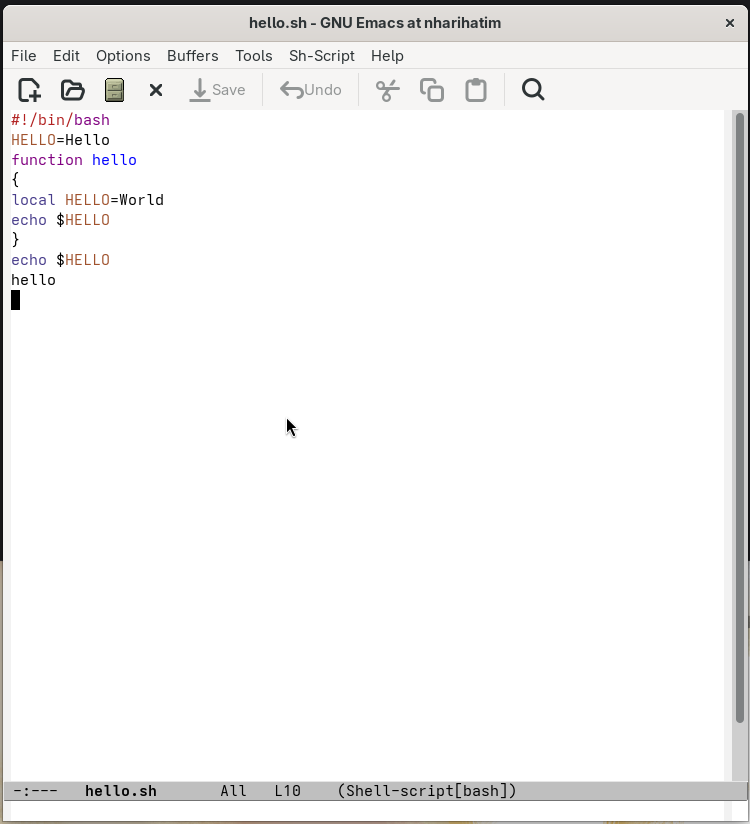 hello.sh - GNU Emacs at nharihatim
File Edit Options Buffers Tools Sh-Script Help
Save Undo
#!/bin/bash
HELLO=Hello
function hello
{
local HELLO=World
echo $HELLO
}
echo $HELLO
hello
-:--- hello.sh All L10 (Shell-script[bash])